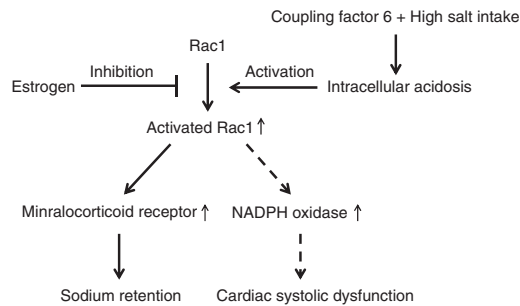 Coupling factor 6 + High salt intake
Rac1
Inhibition
Activation
Estrogen
Intracellular acidosis
Activated Rac1 ↑
Minralocorticoid receptor ↑
NADPH oxidase ↑
Sodium retention
Cardiac systolic dysfunction